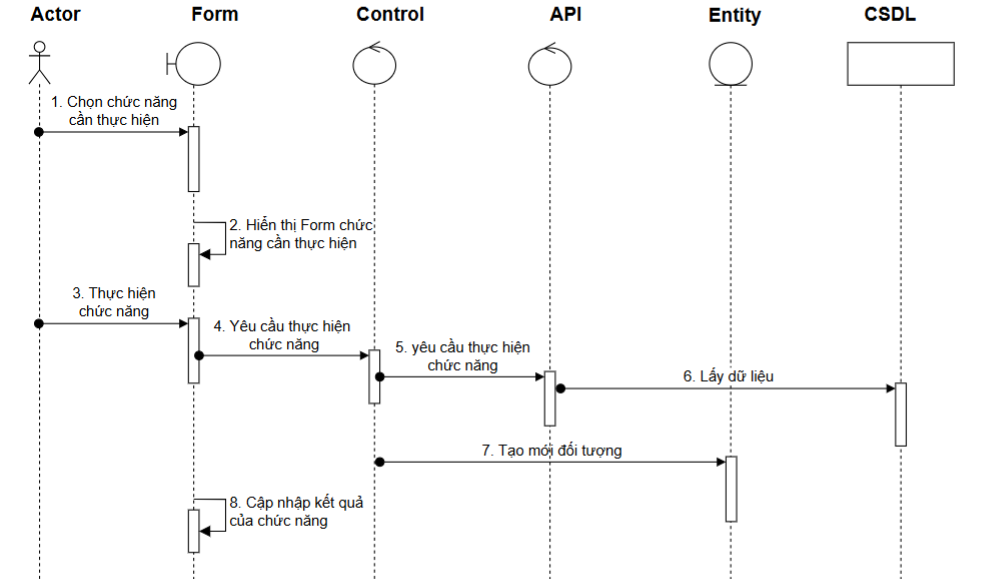 Actor
Form
Control
API
Entity
CSDL
1. Chọn chức năng
cần thực hiện
2. Hiển thị Form chức
năng cần thực hiện
3. Thực hiện
chức năng
4. Yêu cầu thực hiện
chức năng
5. yêu cầu thực hiện
chức năng
6. Lấy dữ liệu
7. Tạo mới đối tượng
8. Cập nhập kết quả
của chức năng